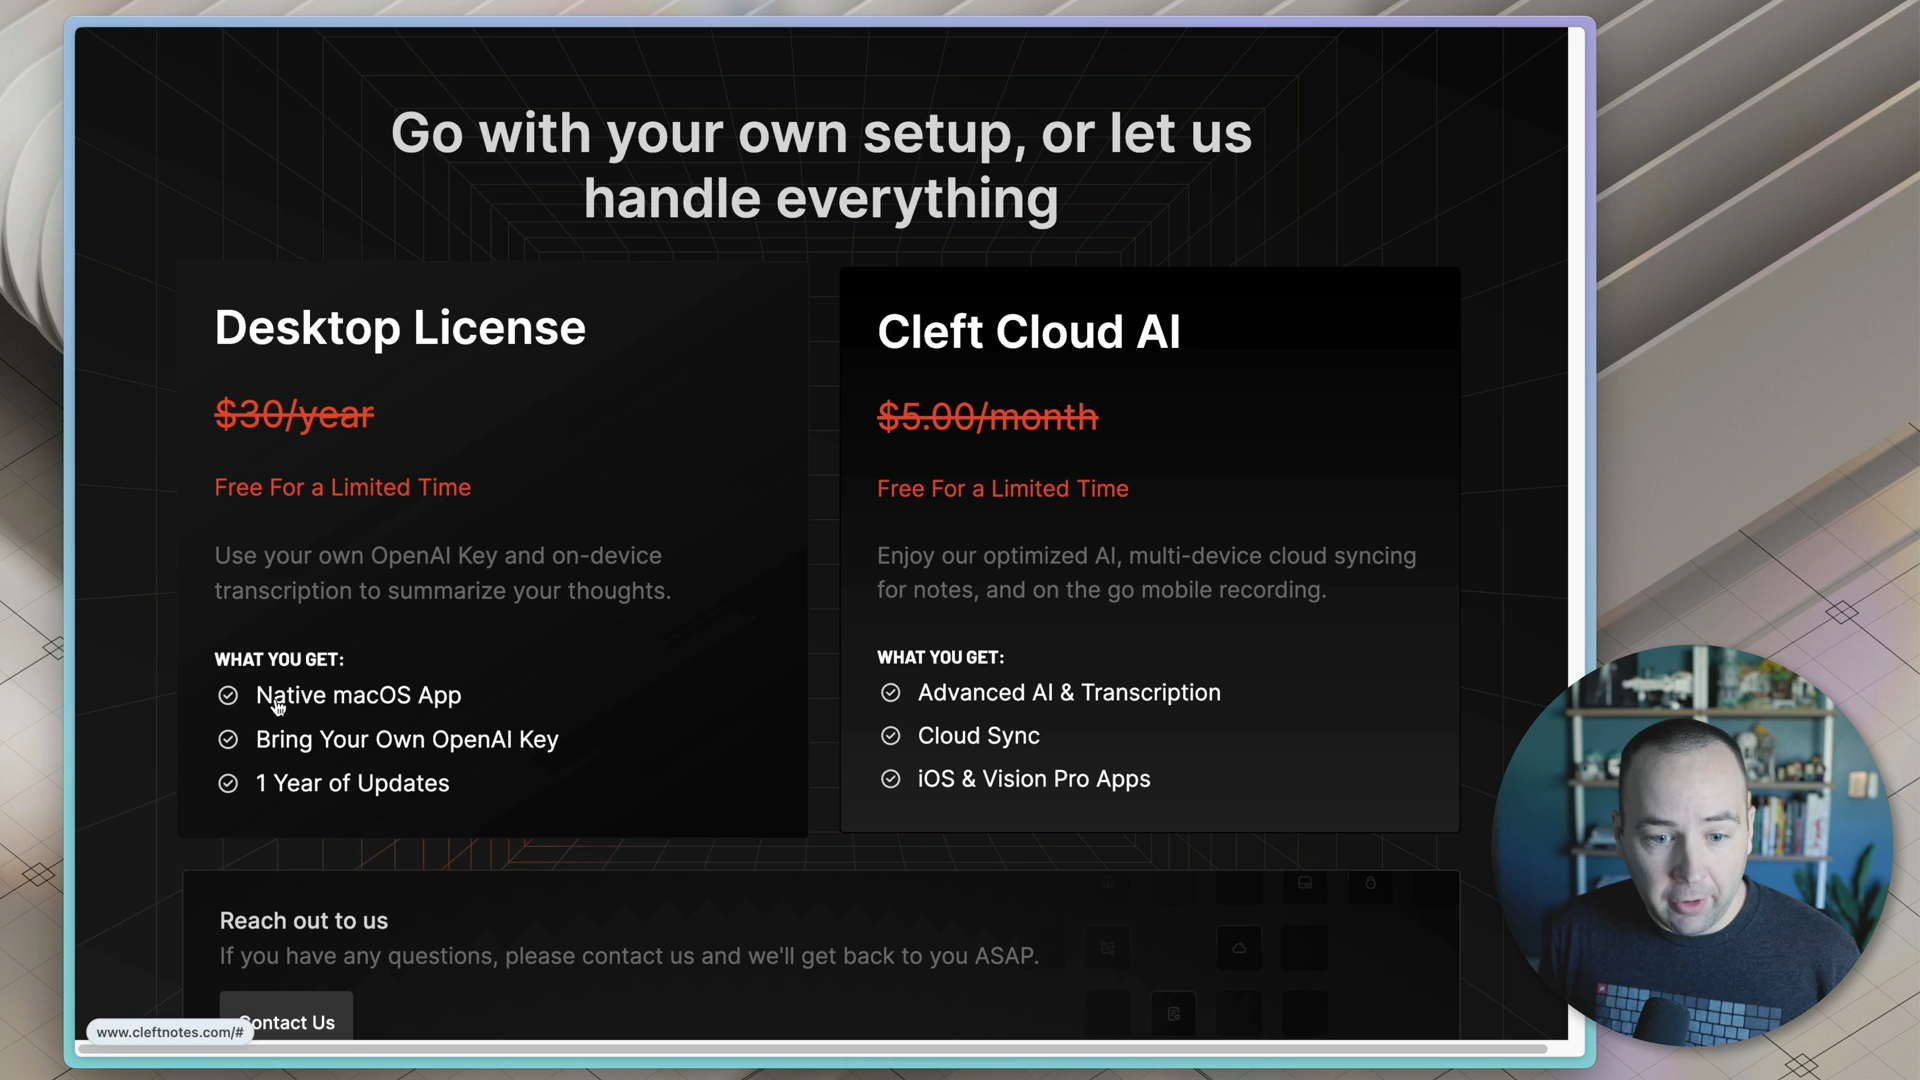 Go with your own setup, or let us
handle everything
Desktop License
$30/year
Free For a Limited Time
Use your own OpenAI Key and on-device
transcription to summarize your thoughts.
WHAT YOU GET:
Native macOS App
Bring Your Own OpenAI Key
1 Year of Updates
Cleft Cloud AI
$5.00/month
Free For a Limited Time
Enjoy our optimized AI, multi-device cloud syncing
for notes, and on the go mobile recording.
WHAT YOU GET:
Advanced AI & Transcription
Cloud Sync
iOS & Vision Pro Apps
Reach out to us
If you have any questions, please contact us and we'll get back to you ASAP.
Contact Us
www.cleftnotes.com/#